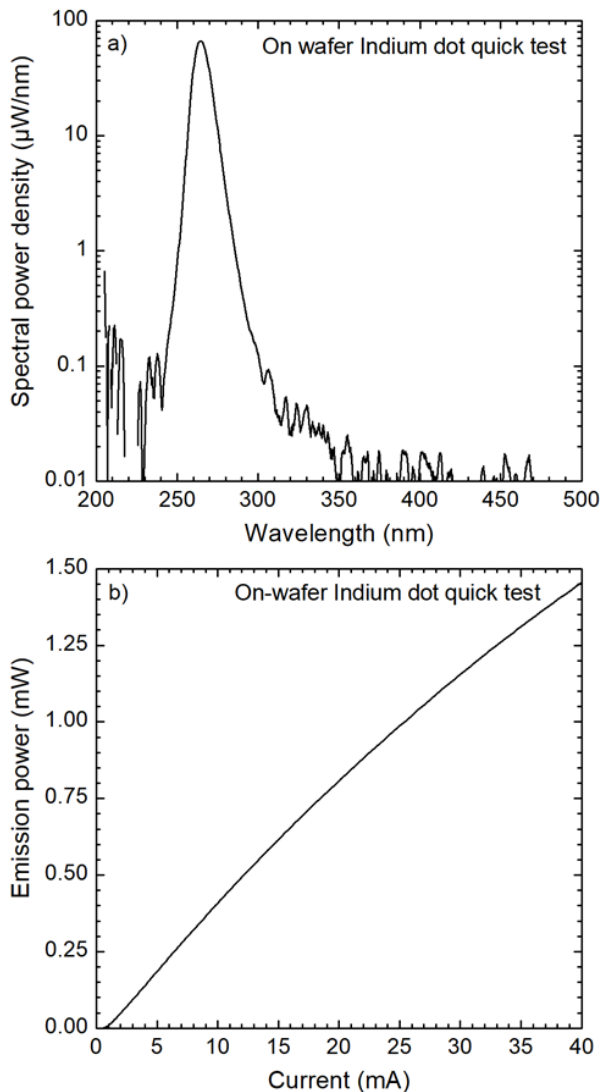 a) On wafer Indium dot quick test
100
10
1
0.1
0.01
Spectral power density (µW/nm)
200 250 300 350 400 450 500
Wavelength (nm)
b) On-wafer Indium dot quick test
1.50
1.25
1.00
0.75
0.50
0.25
0.00
Emission power (mW)
0 5 10 15 20 25 30 35 40
Current (mA)